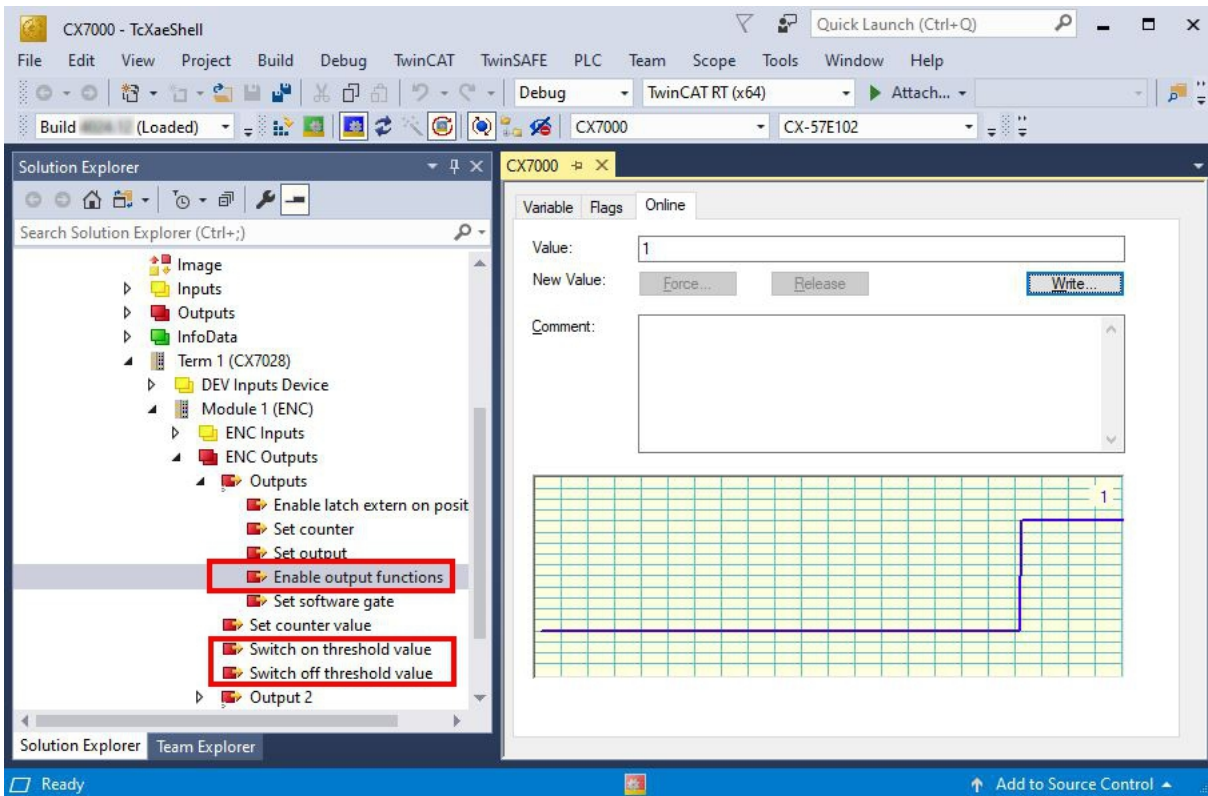 CX7000 - TcXaeShell
Quick Launch (Ctrl+Q)
File Edit View Project Build Debug TwinCAT TwinSAFE PLC Team Scope Tools Window Help
Debug TwinCAT RT (x64) Attach...
Build (Loaded) CX7000 CX-57E102
Solution Explorer
CX7000
Variable Flags Online
Search Solution Explorer (Ctrl+;)
Value: 1
Image
New Value: Force... Release Write...
Inputs
Outputs
Comment:
InfoData
Term 1 (CX7028)
DEV Inputs Device
Module 1 (ENC)
ENC Inputs
ENC Outputs
Outputs
1
Enable latch extern on posit
Set counter
Set output
Enable output functions
Set software gate
Set counter value
Switch on threshold value
Switch off threshold value
Output 2
Solution Explorer Team Explorer
Ready
Add to Source Control